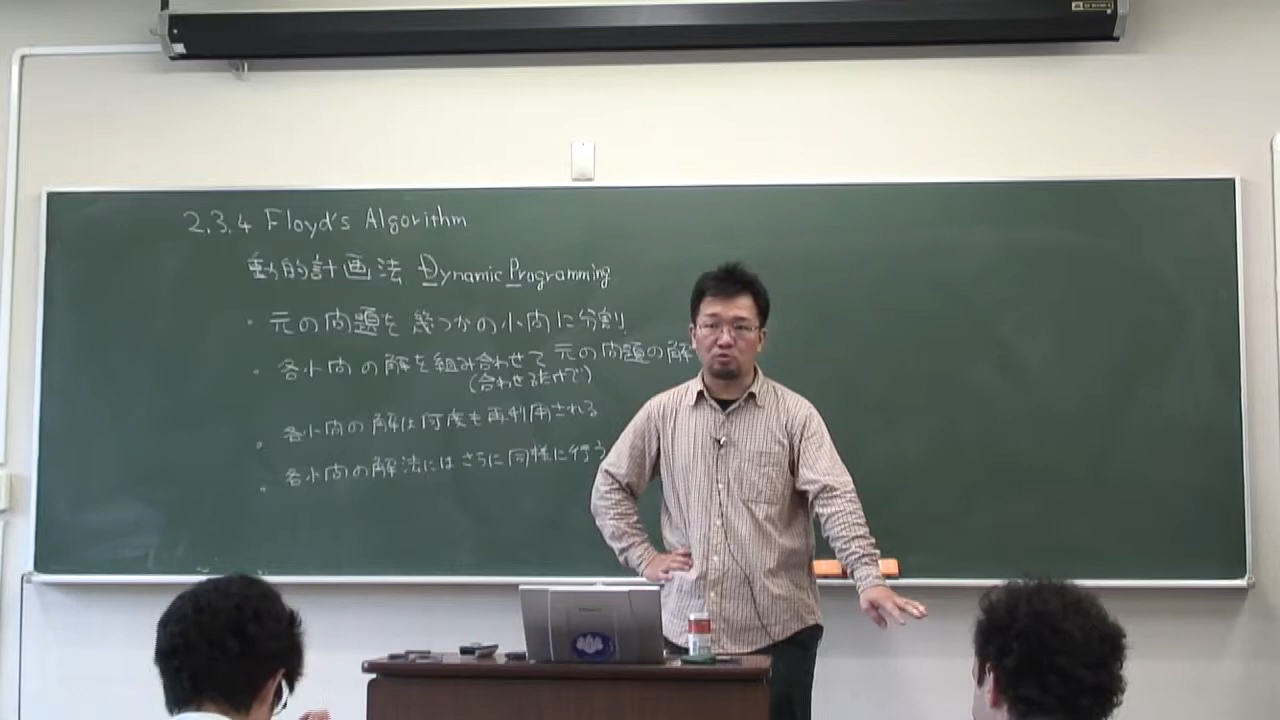 2.3.4 Floyd's Algorithm
動的計画法 Dynamic Programming
・元の問題を幾つかの小問に分割
・各小問の解を組み合わせて元の問題の解
(合わせるだけで)
・各小問の解は何度も再利用される
・各小問の解法にはさらに同様に行う